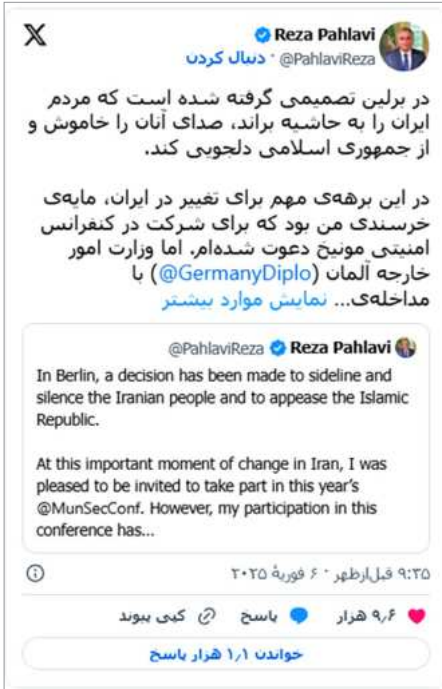 Reza Pahlavi
@PahlaviReza · دنبال کردن
در برلین تصمیمی گرفته شده است که مردم
ایران را به حاشیه براند، صدای آنان را خاموش و
از جمهوری اسلامی دلجویی کند.
در این برهه‌ی مهم برای تغییر در ایران، مایه‌ی
خرسندی من بود که برای شرکت در کنفرانس
امنیتی مونیخ دعوت شده‌ام. اما وزارت امور
خارجه آلمان (@GermanyDiplo) با
مداخله‌ی... نمایش موارد بیشتر
Reza Pahlavi @PahlaviReza
In Berlin, a decision has been made to sideline and
silence the Iranian people and to appease the Islamic
Republic.
At this important moment of change in Iran, I was
pleased to be invited to take part in this year's
@MunSecConf. However, my participation in this
conference has...
۹:۳۵ قبل‌ازظهر · ۶ فوریهٔ ۲۰۲۵
۹٫۶ هزار پاسخ کپی پیوند
خواندن ۱٫۱ هزار پاسخ